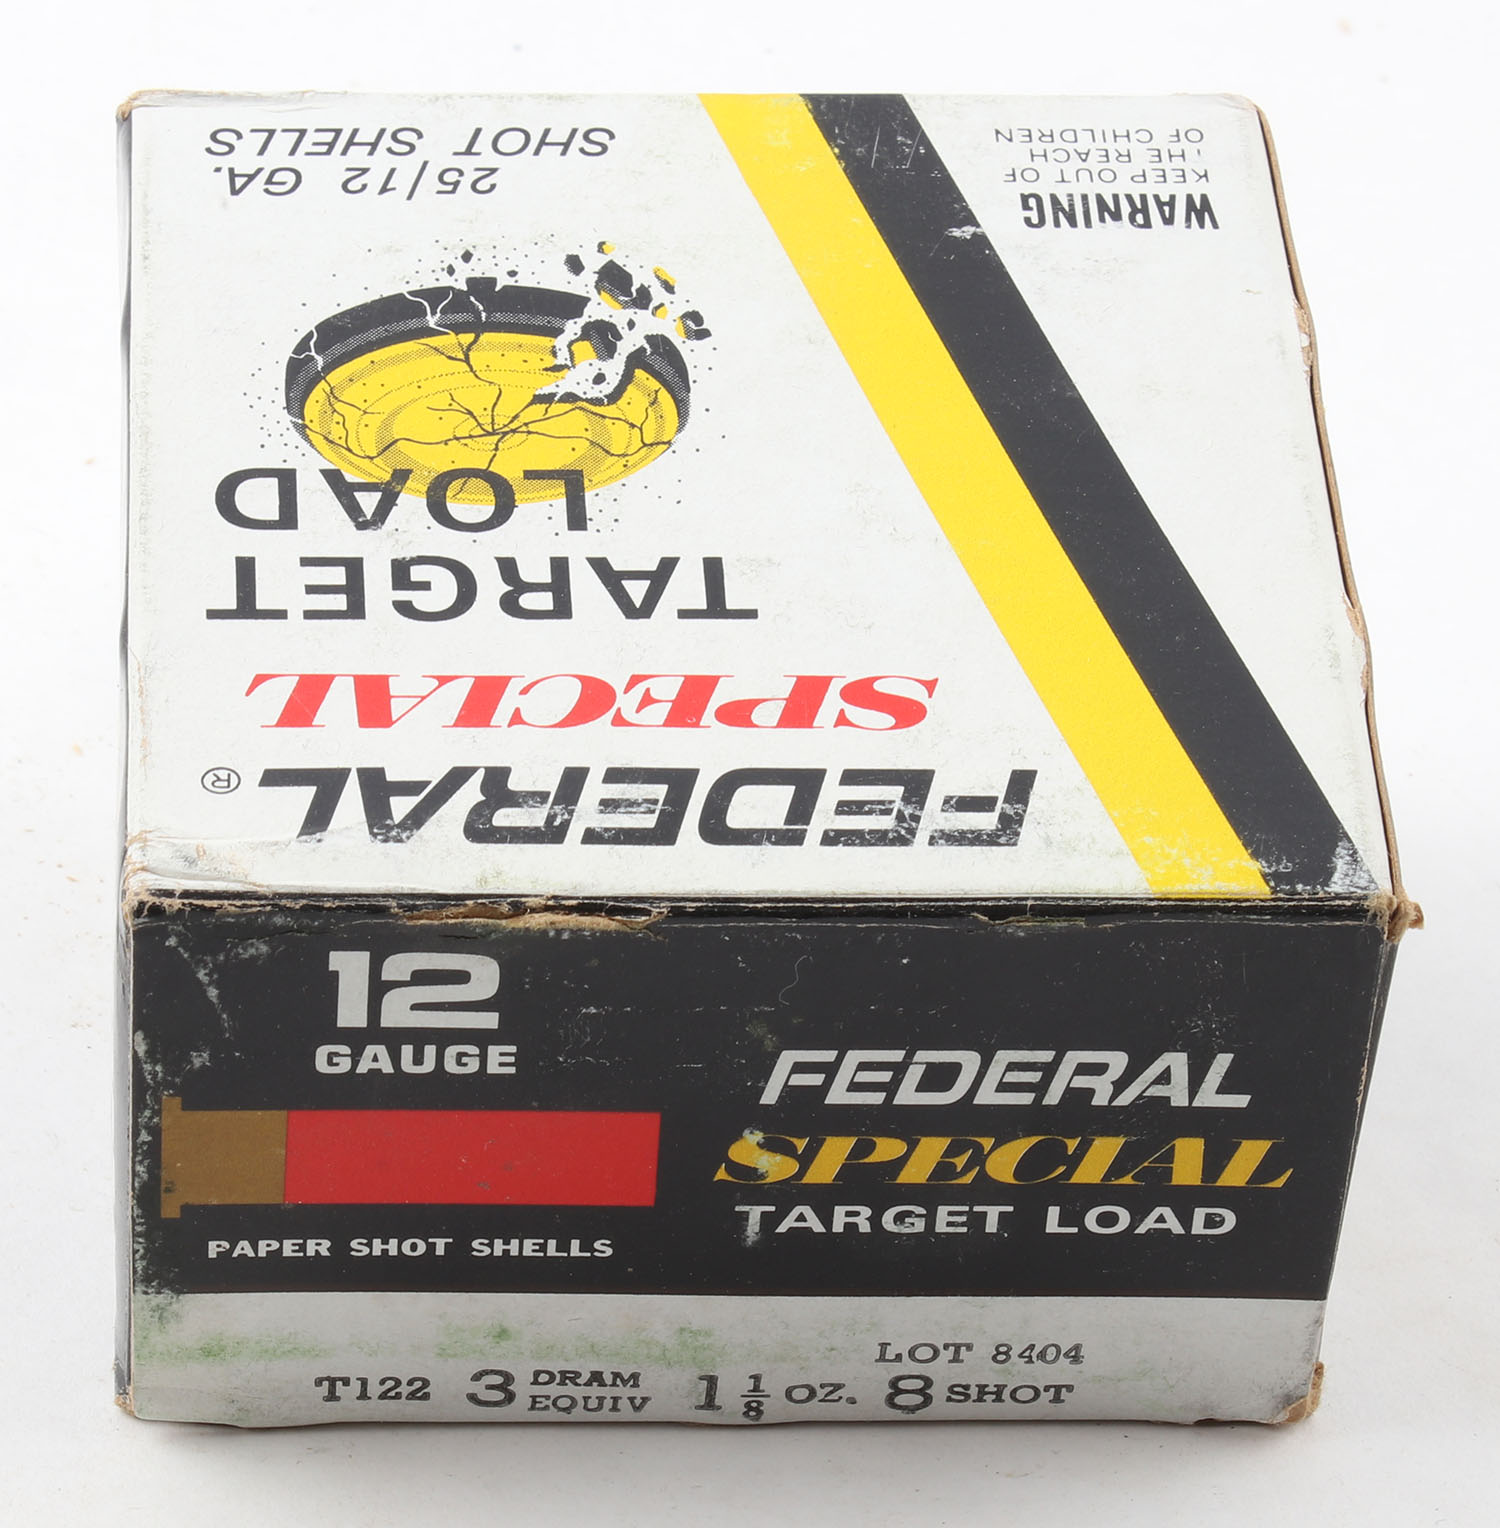 FEDERAL®
SPECIAL
TARGET
LOAD
25/12 GA.
SHOT SHELLS
WARNING
KEEP OUT OF
THE REACH
OF CHILDREN
12
GAUGE
PAPER SHOT SHELLS
FEDERAL
SPECIAL
TARGET LOAD
LOT 8404
T122 3 DRAM EQUIV 1 1/8 OZ. 8 SHOT